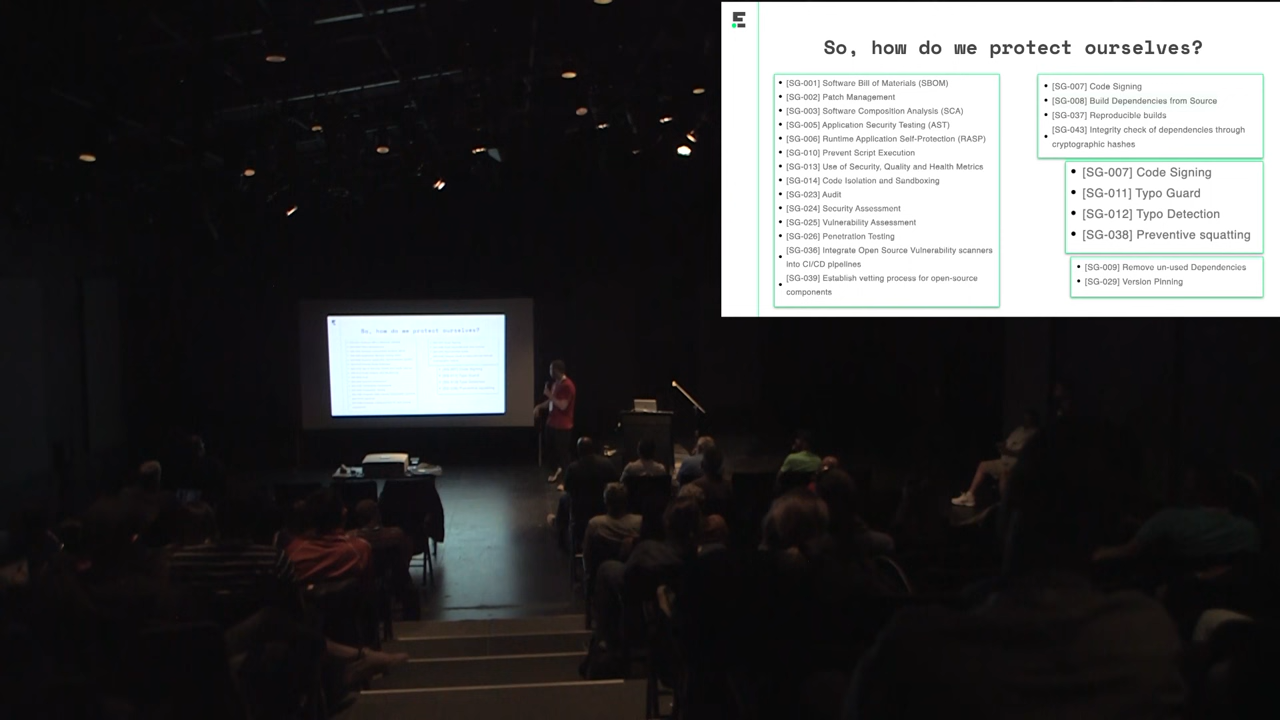 So, how do we protect ourselves?
• [SG-001] Software Bill of Materials (SBOM)
• [SG-002] Patch Management
• [SG-003] Software Composition Analysis (SCA)
• [SG-005] Application Security Testing (AST)
• [SG-006] Runtime Application Self-Protection (RASP)
• [SG-010] Prevent Script Execution
• [SG-013] Use of Security, Quality and Health Metrics
• [SG-014] Code Isolation and Sandboxing
• [SG-023] Audit
• [SG-024] Security Assessment
• [SG-025] Vulnerability Assessment
• [SG-026] Penetration Testing
• [SG-036] Integrate Open Source Vulnerability scanners
into CI/CD pipelines
• [SG-039] Establish vetting process for open-source
components
• [SG-007] Code Signing
• [SG-008] Build Dependencies from Source
• [SG-037] Reproducible builds
• [SG-043] Integrity check of dependencies through
cryptographic hashes
• [SG-007] Code Signing
• [SG-011] Typo Guard
• [SG-012] Typo Detection
• [SG-038] Preventive squatting
• [SG-009] Remove un-used Dependencies
• [SG-029] Version Pinning
So, how do we protect ourselves?